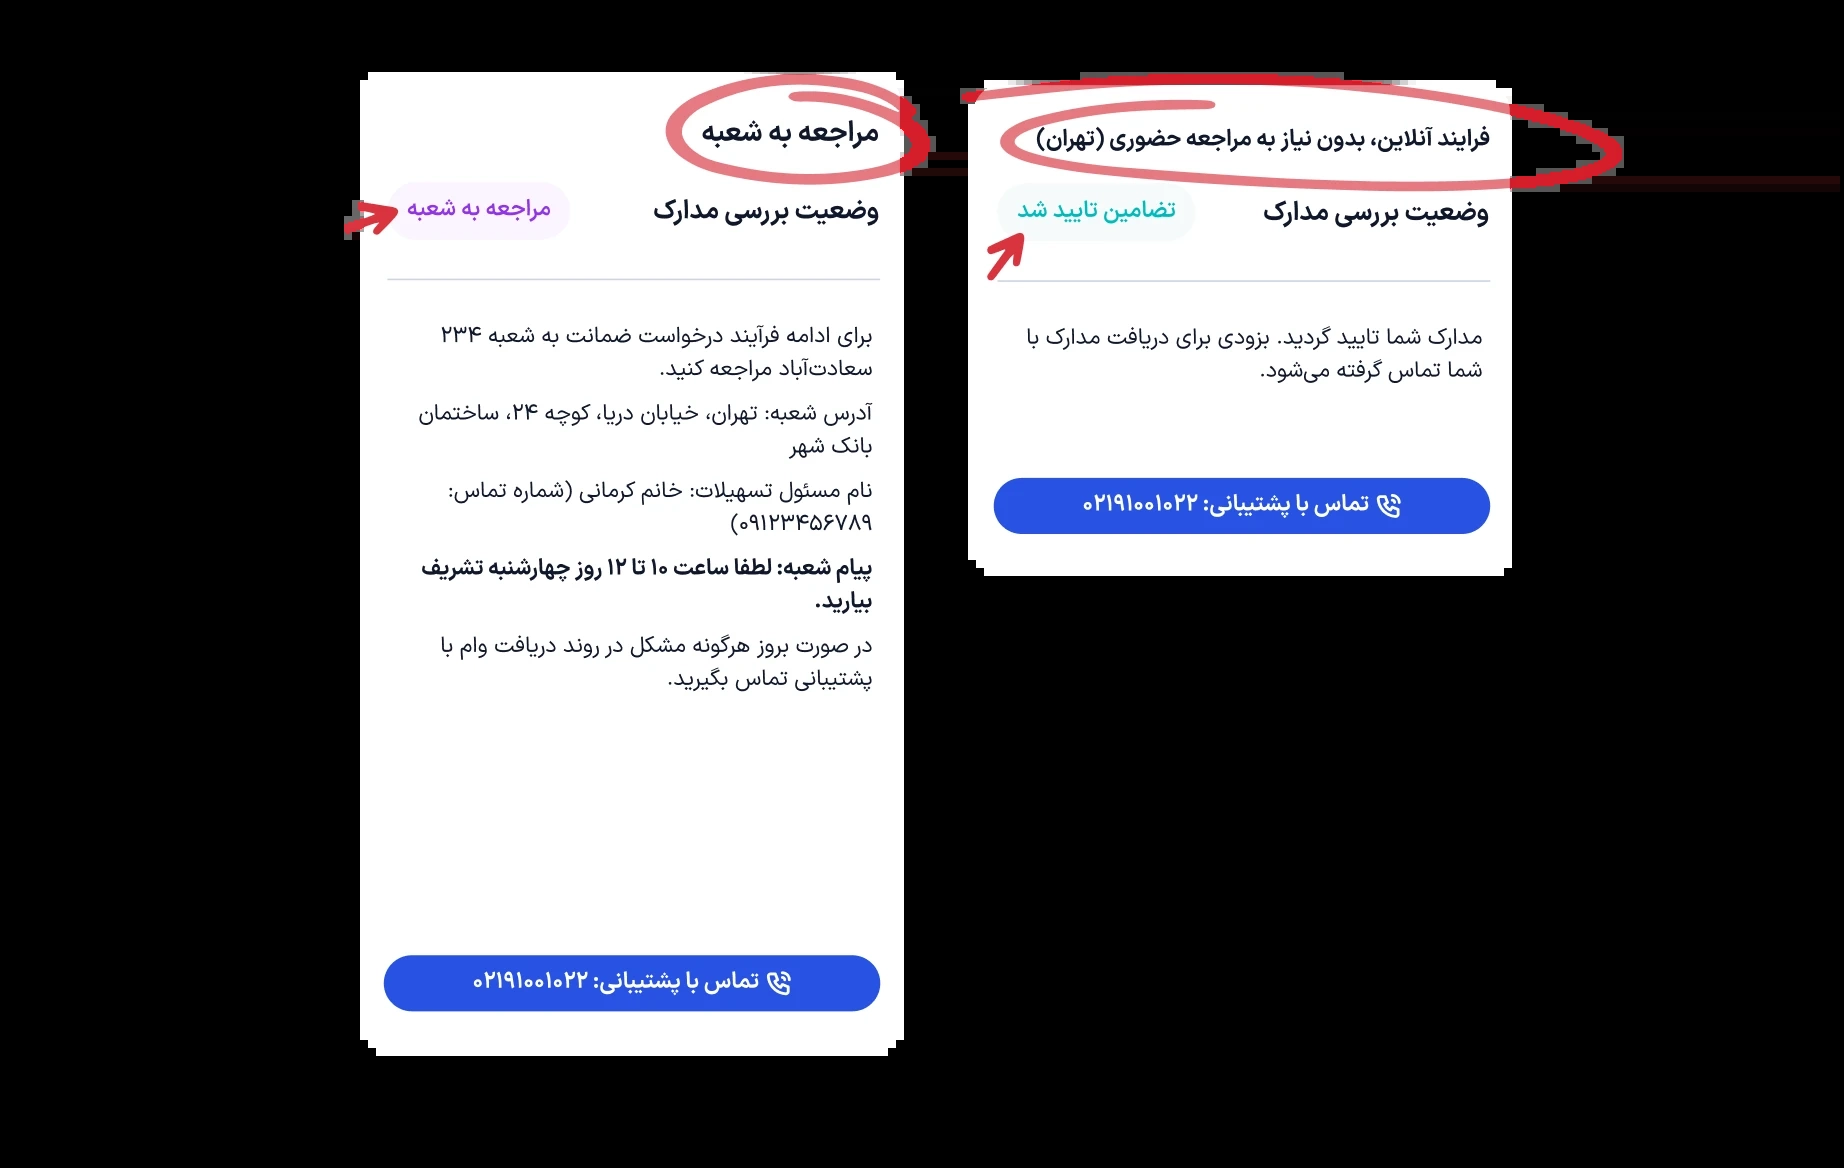 فرایند آنلاین، بدون نیاز به مراجعه حضوری (تهران)
وضعیت بررسی مدارک
تضامین تایید شد
مدارک شما تایید گردید. بزودی برای دریافت مدارک با
شما تماس گرفته می‌شود.
تماس با پشتیبانی: ۰۲۱۹۱۰۰۱۰۲۲
مراجعه به شعبه
وضعیت بررسی مدارک
مراجعه به شعبه
برای ادامه فرآیند درخواست ضمانت به شعبه ۲۳۴
سعادت‌آباد مراجعه کنید.
آدرس شعبه: تهران، خیابان دریا، کوچه ۲۴، ساختمان
بانک شهر
نام مسئول تسهیلات: خانم کرمانی (شماره تماس:
۰۹۱۲۳۴۵۶۷۸۹)
پیام شعبه: لطفا ساعت ۱۰ تا ۱۲ روز چهارشنبه تشریف
بیارید.
در صورت بروز هرگونه مشکل در روند دریافت وام با
پشتیبانی تماس بگیرید.
تماس با پشتیبانی: ۰۲۱۹۱۰۰۱۰۲۲